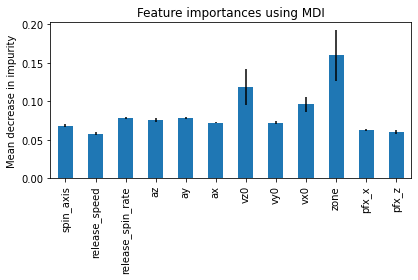 Feature importances using MDI
Mean decrease in impurity
0.20
0.15
0.10
0.05
0.00
spin_axis
release_speed
release_spin_rate
az
ay
ax
vz0
vy0
vx0
zone
pfx_x
pfx_z